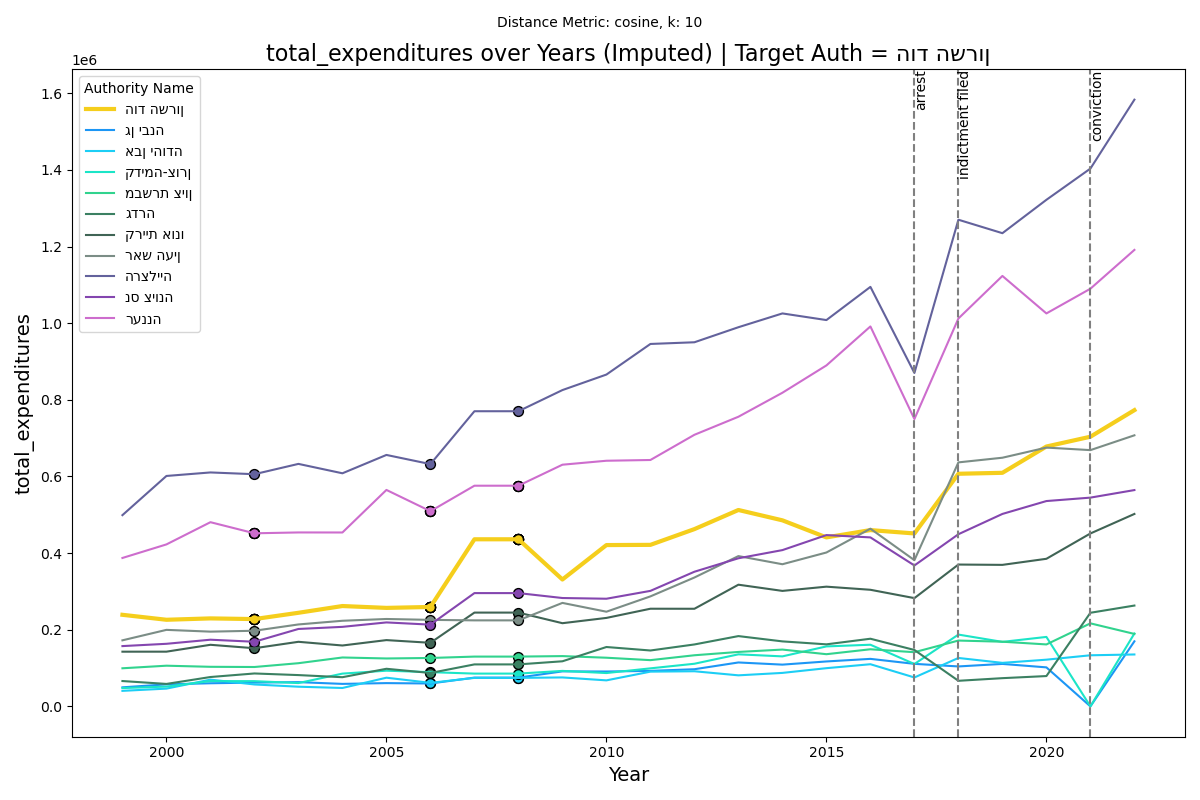 Distance Metric: cosine, k: 10
total_expenditures over Years (Imputed) | Target Auth = הוד השרון
1e6
Authority Name
הוד השרון
גן יבנה
אבן יהודה
קדימה-צורן
מבשרת ציון
גדרה
קריית אונו
ראש העין
הרצלייה
נס ציונה
רעננה
arrest
indictment filed
conviction
total_expenditures
1.6
1.4
1.2
1.0
0.8
0.6
0.4
0.2
0.0
2000
2005
2010
2015
2020
Year